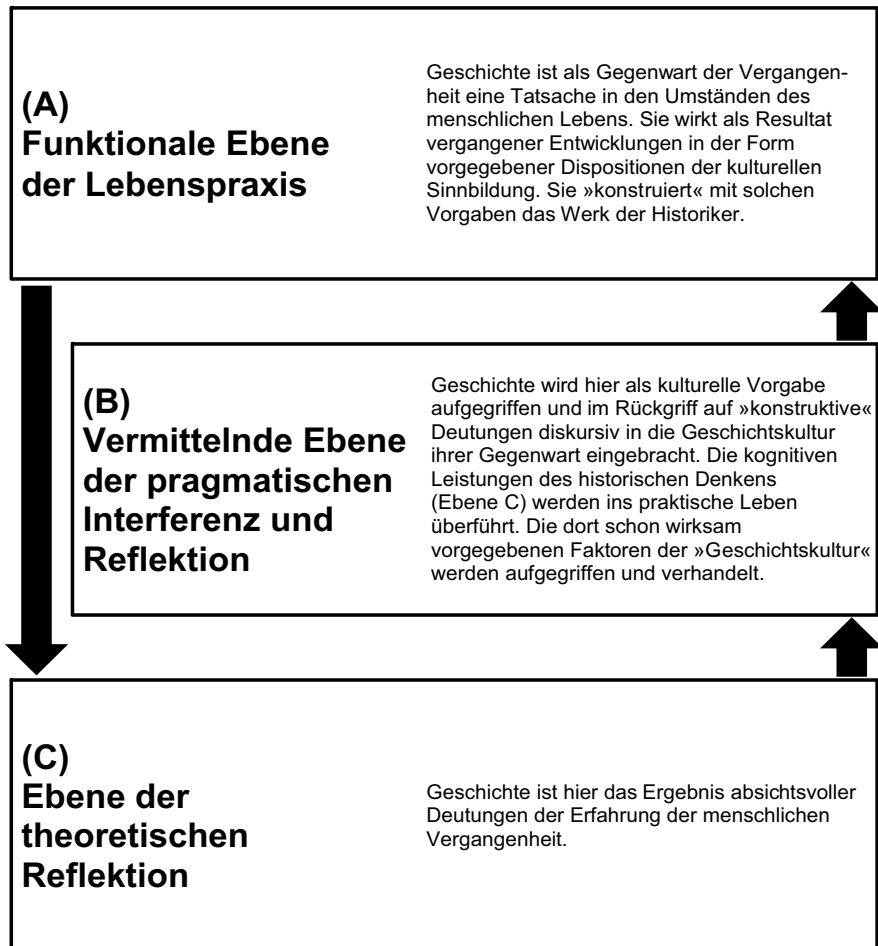 (A)
Funktionale Ebene
der Lebenspraxis
Geschichte ist als Gegenwart der Vergangen-
heit eine Tatsache in den Umständen des
menschlichen Lebens. Sie wirkt als Resultat
vergangener Entwicklungen in der Form
vorgegebener Dispositionen der kulturellen
Sinnbildung. Sie »konstruiert« mit solchen
Vorgaben das Werk der Historiker.
(B)
Vermittelnde Ebene
der pragmatischen
Interferenz und
Reflektion
Geschichte wird hier als kulturelle Vorgabe
aufgegriffen und im Rückgriff auf »konstruktive«
Deutungen diskursiv in die Geschichtskultur
ihrer Gegenwart eingebracht. Die kognitiven
Leistungen des historischen Denkens
(Ebene C) werden ins praktische Leben
überführt. Die dort schon wirksam
vorgegebenen Faktoren der »Geschichtskultur«
werden aufgegriffen und verhandelt.
(C)
Ebene der
theoretischen
Reflektion
Geschichte ist hier das Ergebnis absichtsvoller
Deutungen der Erfahrung der menschlichen
Vergangenheit.